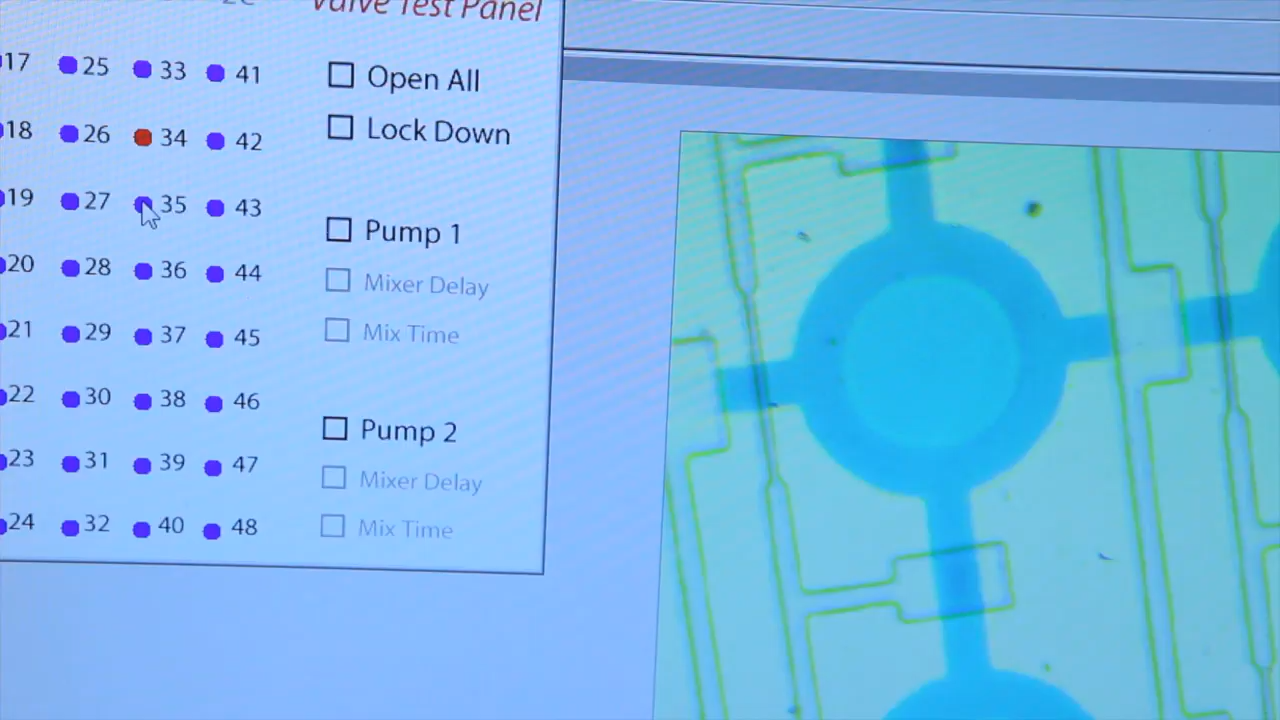 Valve Test Panel
17 25 33 41
18 26 34 42
19 27 35 43
20 28 36 44
21 29 37 45
22 30 38 46
23 31 39 47
24 32 40 48
Open All
Lock Down
Pump 1
Mixer Delay
Mix Time
Pump 2
Mixer Delay
Mix Time